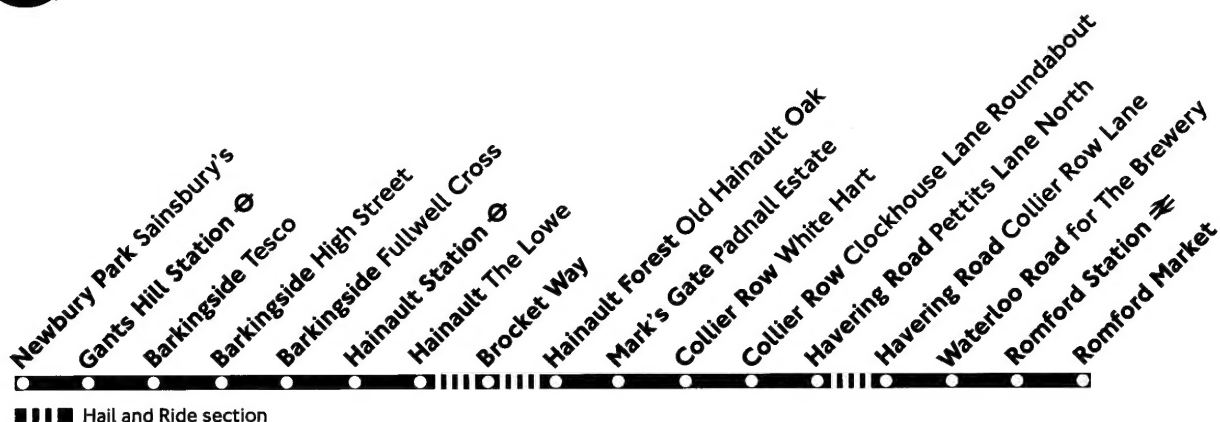 Newbury Park Sainsbury's
Gants Hill Station
Barkingside Tesco
Barkingside High Street
Barkingside Fullwell Cross
Hainault Station
Hainault The Lowe
Brocket Way
Hainault Forest Old Hainault Oak
Mark's Gate Padnall Estate
Collier Row White Hart
Collier Row Clockhouse Lane Roundabout
Havering Road Pettits Lane North
Havering Road Collier Row Lane
Waterloo Road for The Brewery
Romford Station
Romford Market
Hail and Ride section